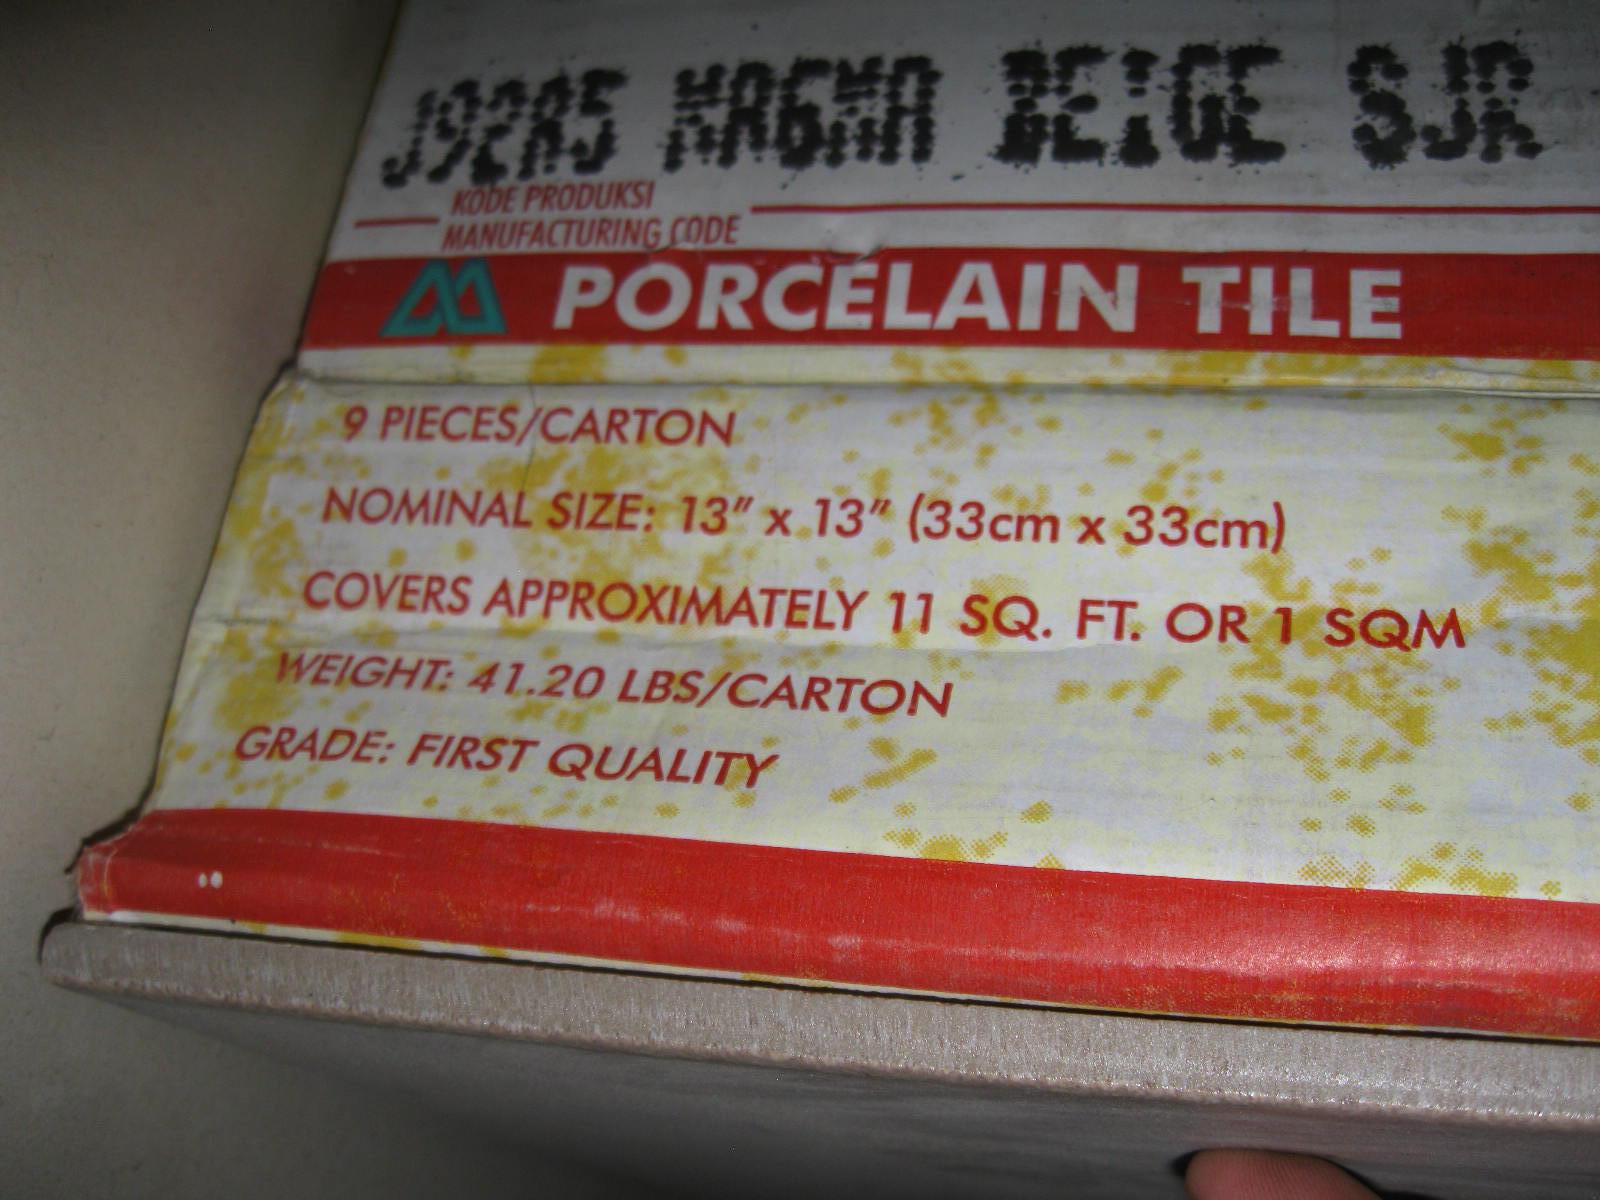 J92A5 MAGMA BEIGE SJR
KODE PRODUKSI
MANUFACTURING CODE
PORCELAIN TILE
9 PIECES/CARTON
NOMINAL SIZE: 13" x 13" (33cm x 33cm)
COVERS APPROXIMATELY 11 SQ. FT. OR 1 SQM
WEIGHT: 41.20 LBS/CARTON
GRADE: FIRST QUALITY